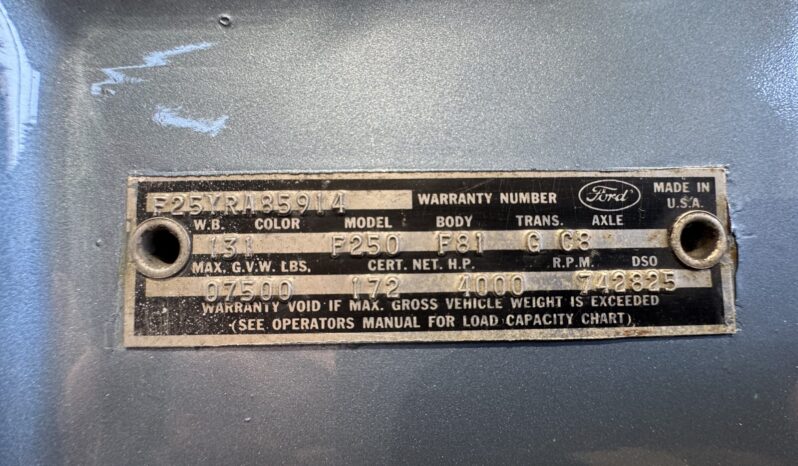 F25YRA85914 WARRANTY NUMBER Ford MADE IN U.S.A.
W.B. COLOR MODEL BODY TRANS. AXLE
131 F250 F81 G C8
MAX. G.V.W. LBS. CERT. NET. H.P. R.P.M. DSO
07500 172 4000 742825
WARRANTY VOID IF MAX. GROSS VEHICLE WEIGHT IS EXCEEDED
(SEE OPERATORS MANUAL FOR LOAD CAPACITY CHART)